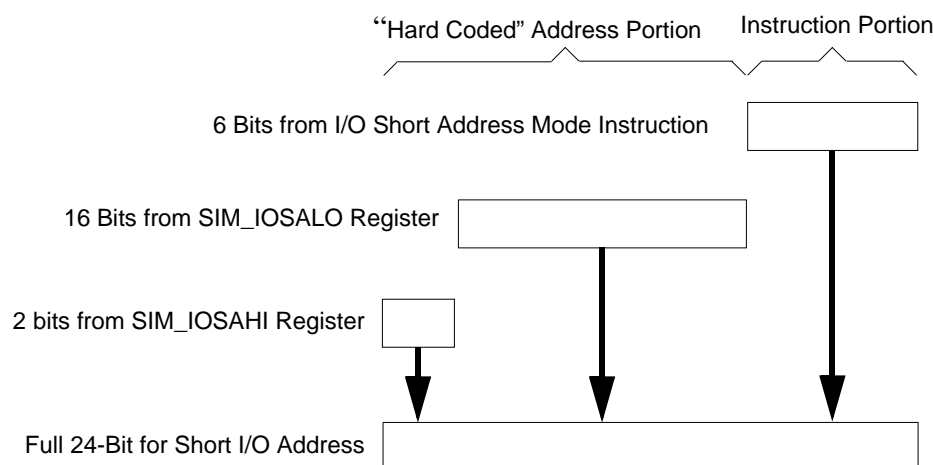 “Hard Coded” Address Portion
Instruction Portion
6 Bits from I/O Short Address Mode Instruction
16 Bits from SIM_IOSALO Register
2 bits from SIM_IOSAHI Register
Full 24-Bit for Short I/O Address